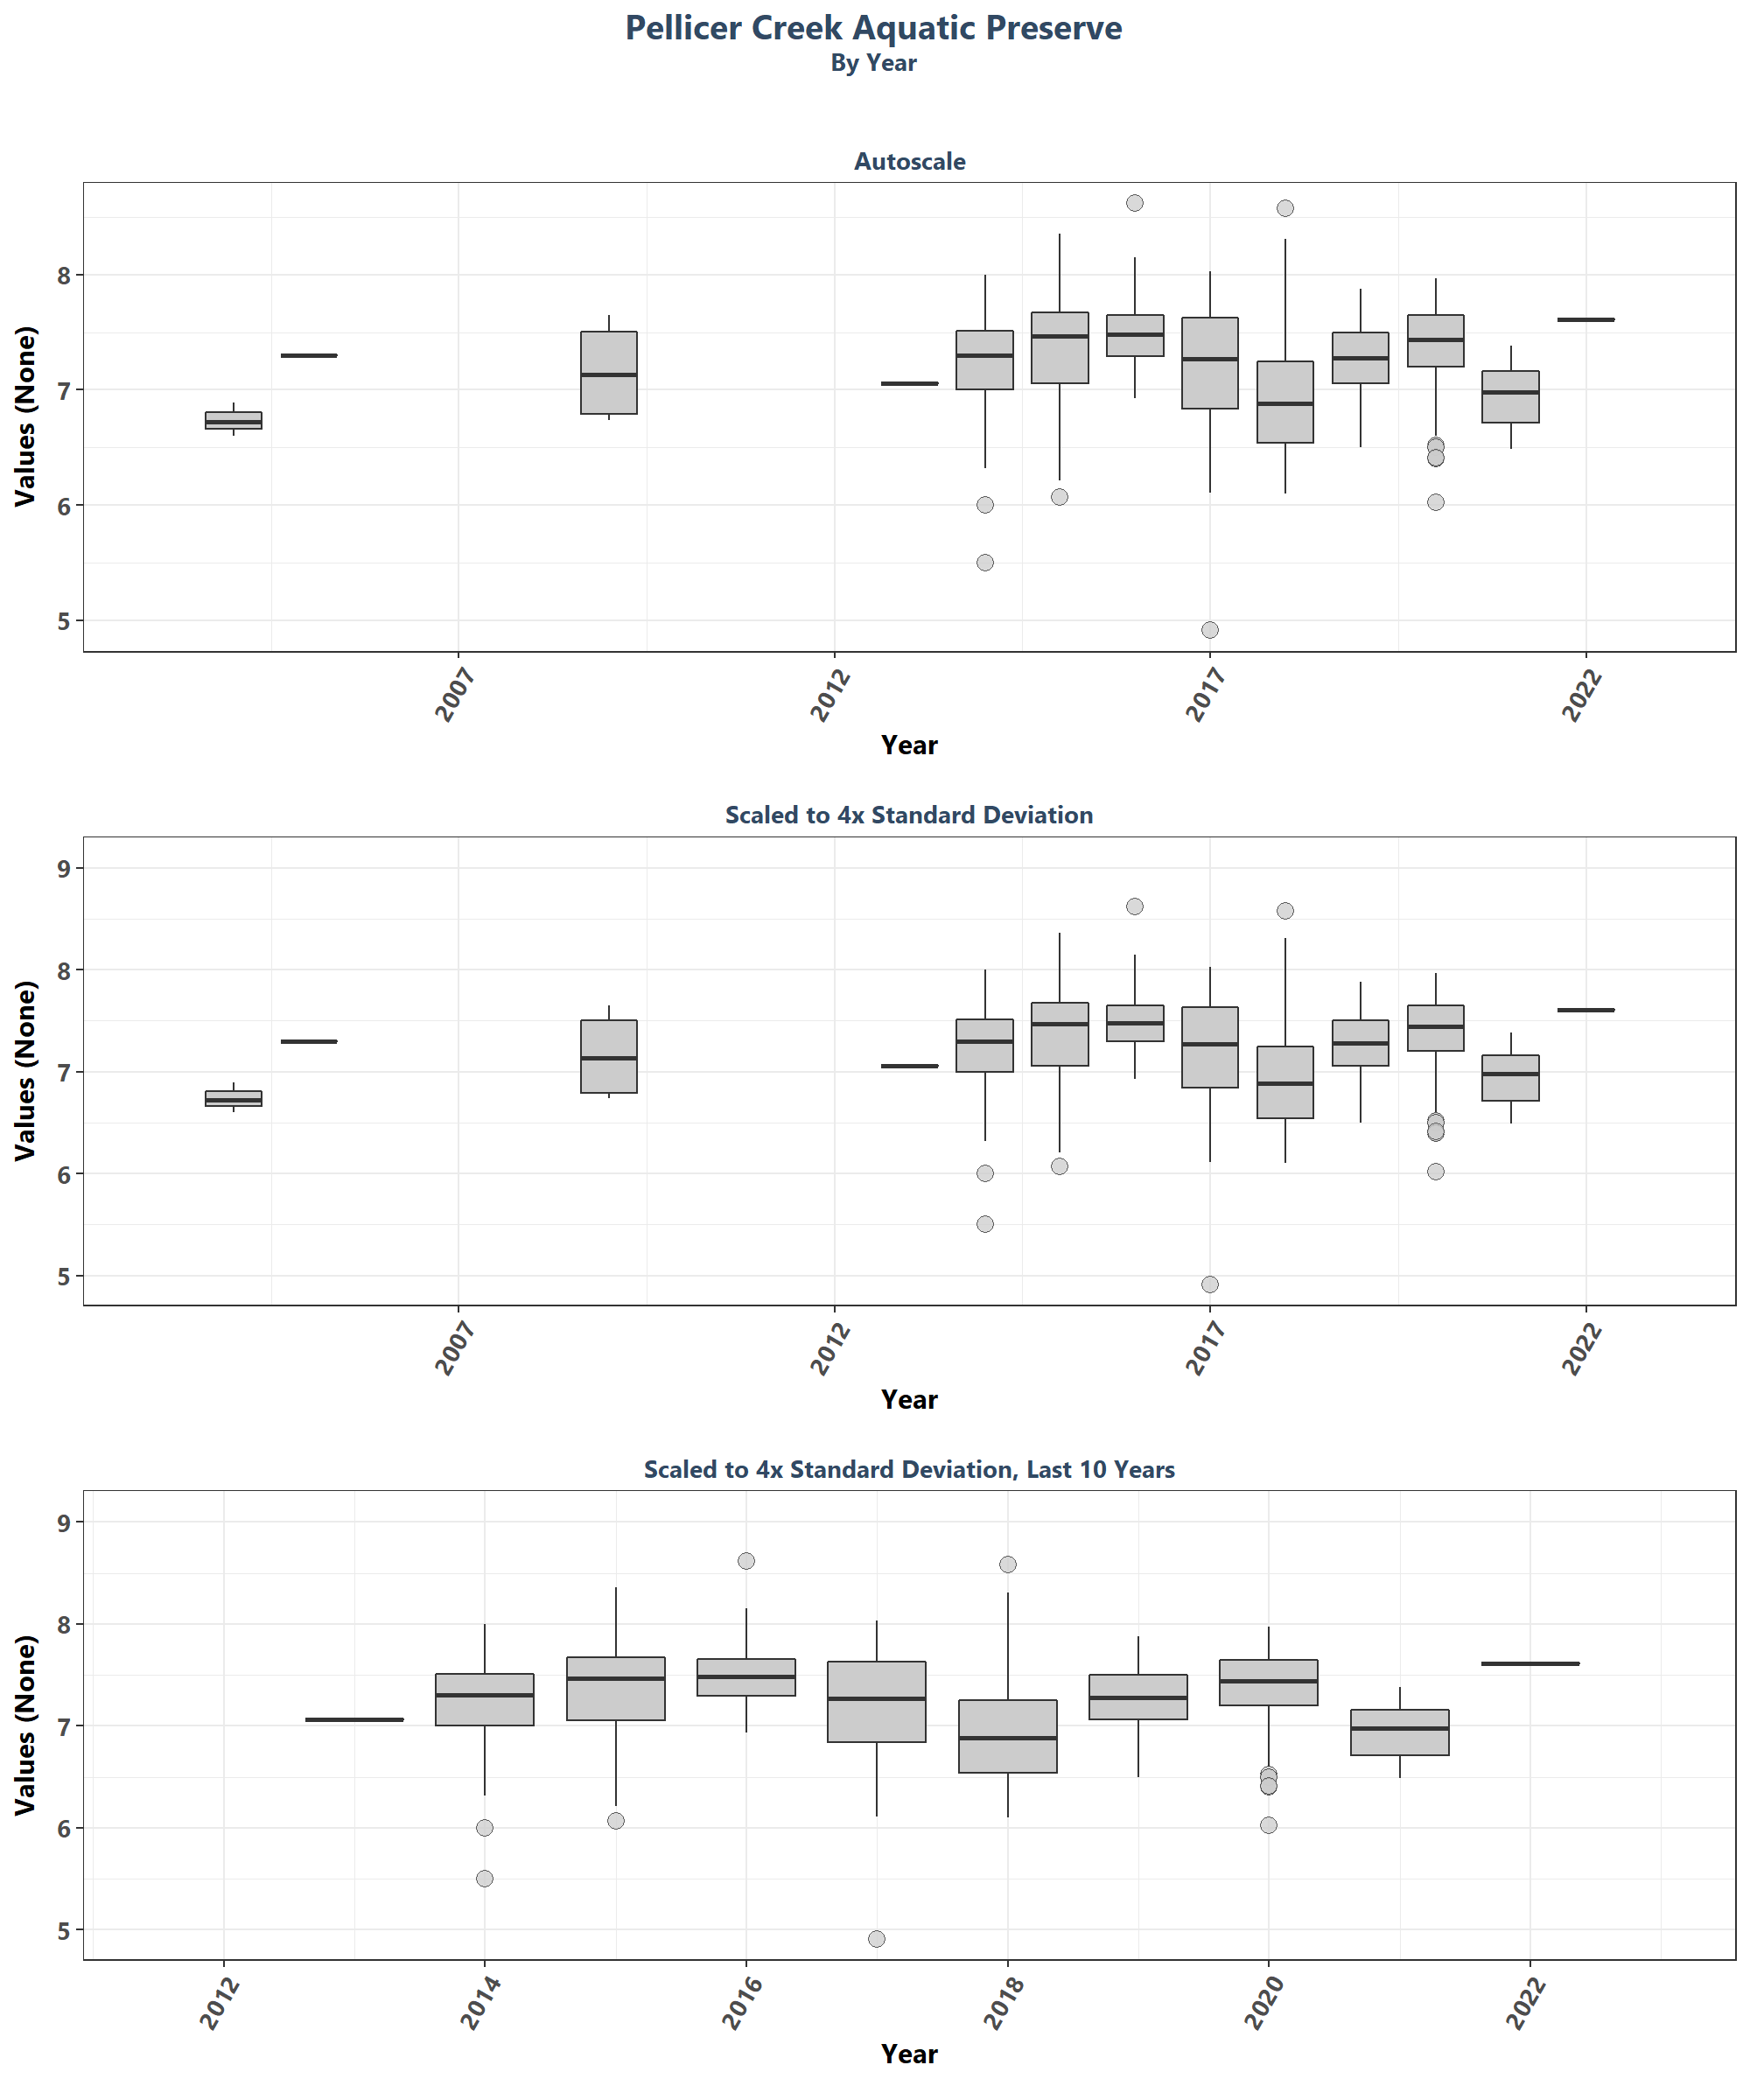 Pellicer Creek Aquatic Preserve
By Year
Autoscale
Values (None)
8
7
6
5
2007
2012
2017
2022
Year
Scaled to 4x Standard Deviation
Values (None)
9
8
7
6
5
2007
2012
2017
2022
Year
Scaled to 4x Standard Deviation, Last 10 Years
Values (None)
9
8
7
6
5
2012
2014
2016
2018
2020
2022
Year